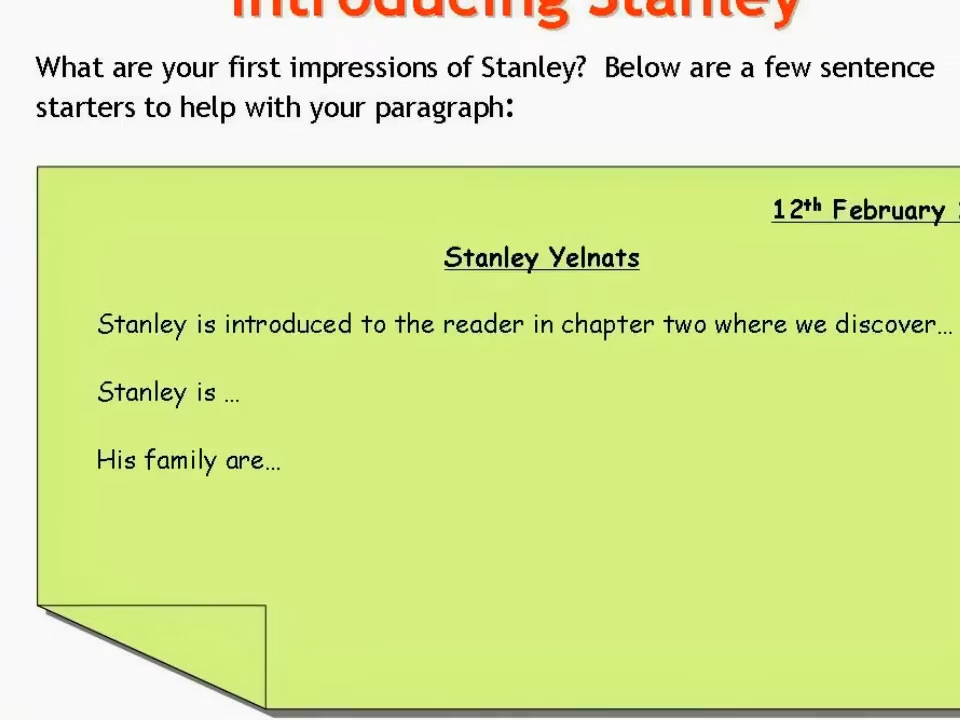 Introducing Stanley
What are your first impressions of Stanley? Below are a few sentence
starters to help with your paragraph:
12th February
Stanley Yelnats
Stanley is introduced to the reader in chapter two where we discover…
Stanley is …
His family are…